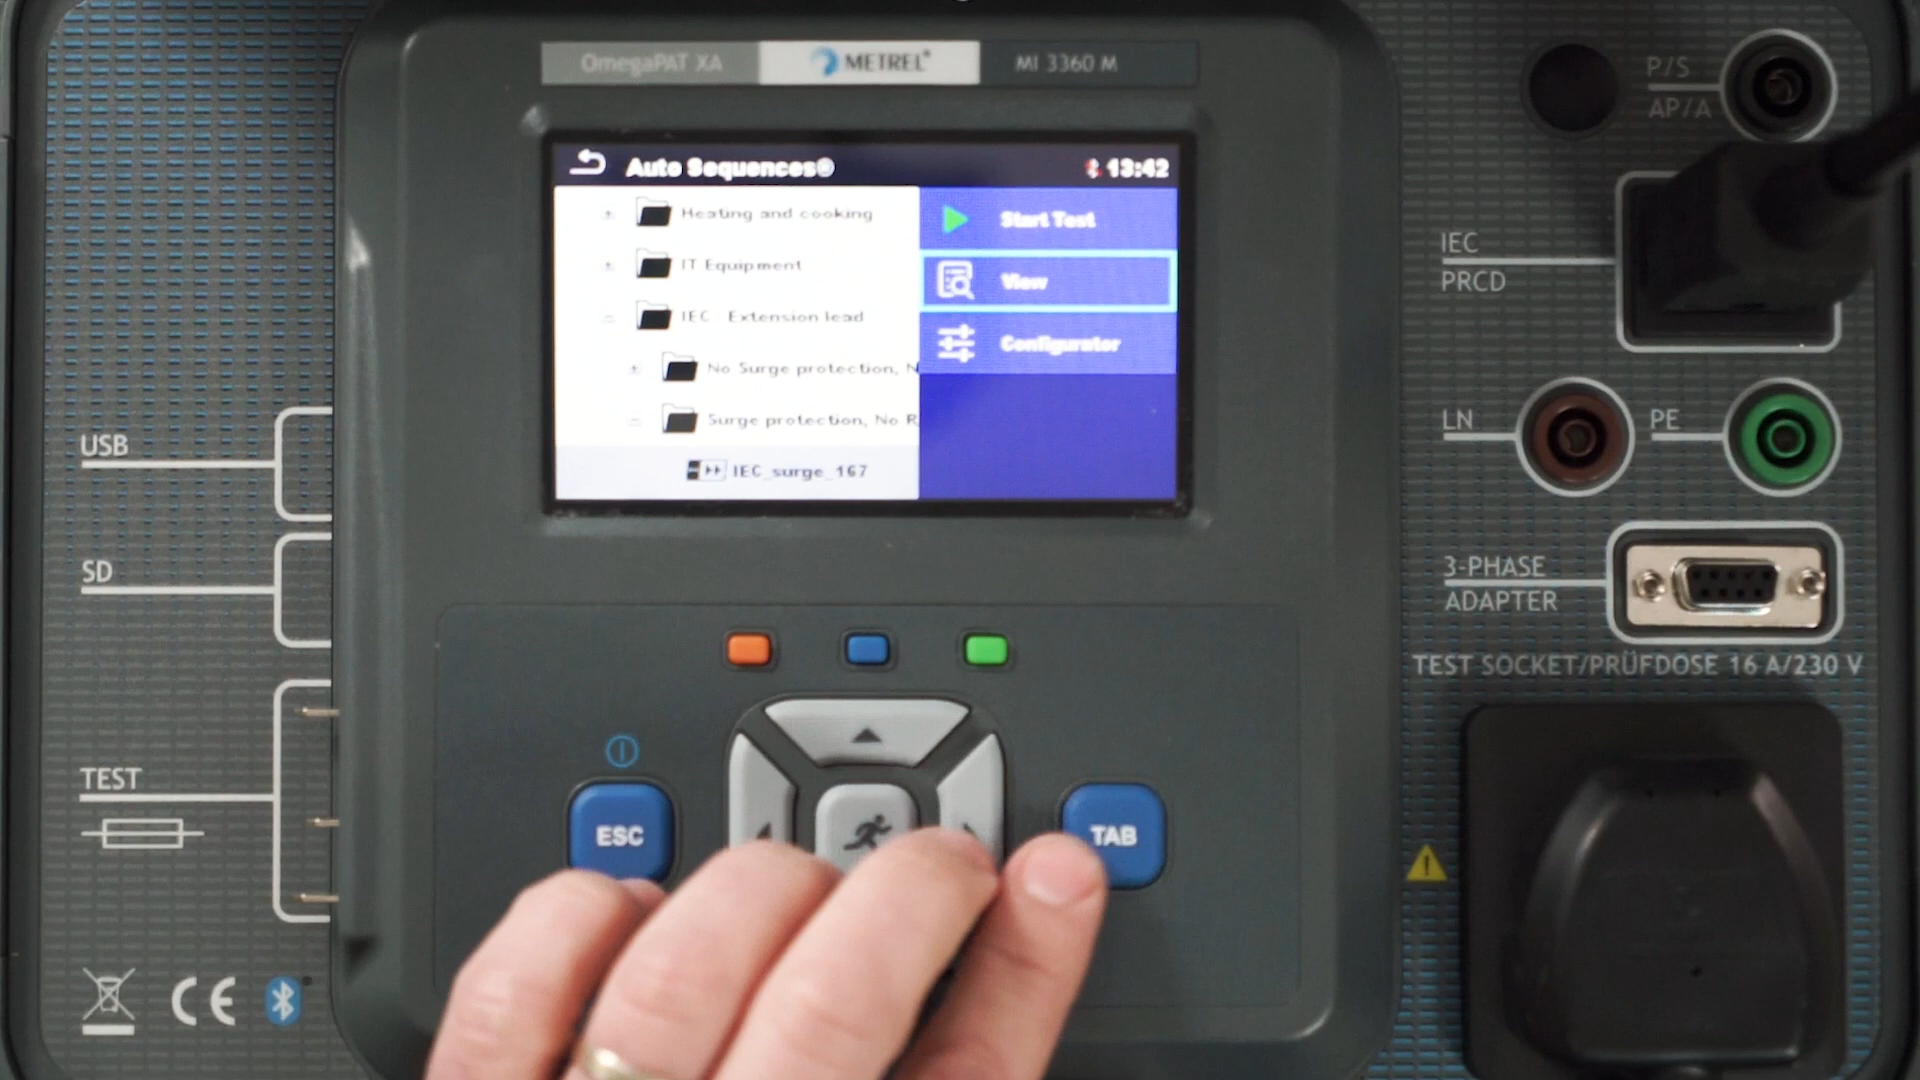 OmegaPAT XA METREL® MI 3360 M
Auto Sequences® 13:42
Heating and cooking
IT Equipment
IEC - Extension lead
No Surge protection, N
Surge protection, No R
IEC_surge_167
Start Test
View
Configurator
USB
SD
TEST
CE
ESC
TAB
P/S
AP/A
IEC
PRCD
LN
PE
3-PHASE
ADAPTER
TEST SOCKET/PRÜFDOSE 16 A/230 V